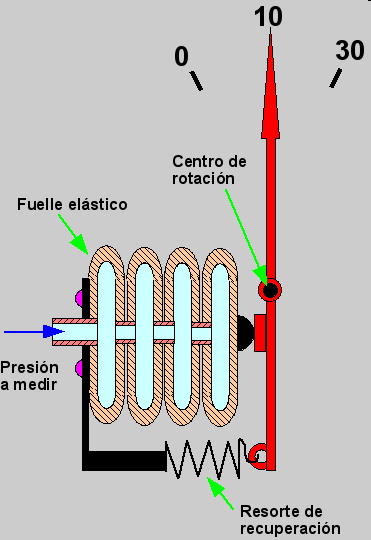 10
0
30
Centro de
rotación
Fuelle elástico
Presión
a medir
Resorte de
recuperación